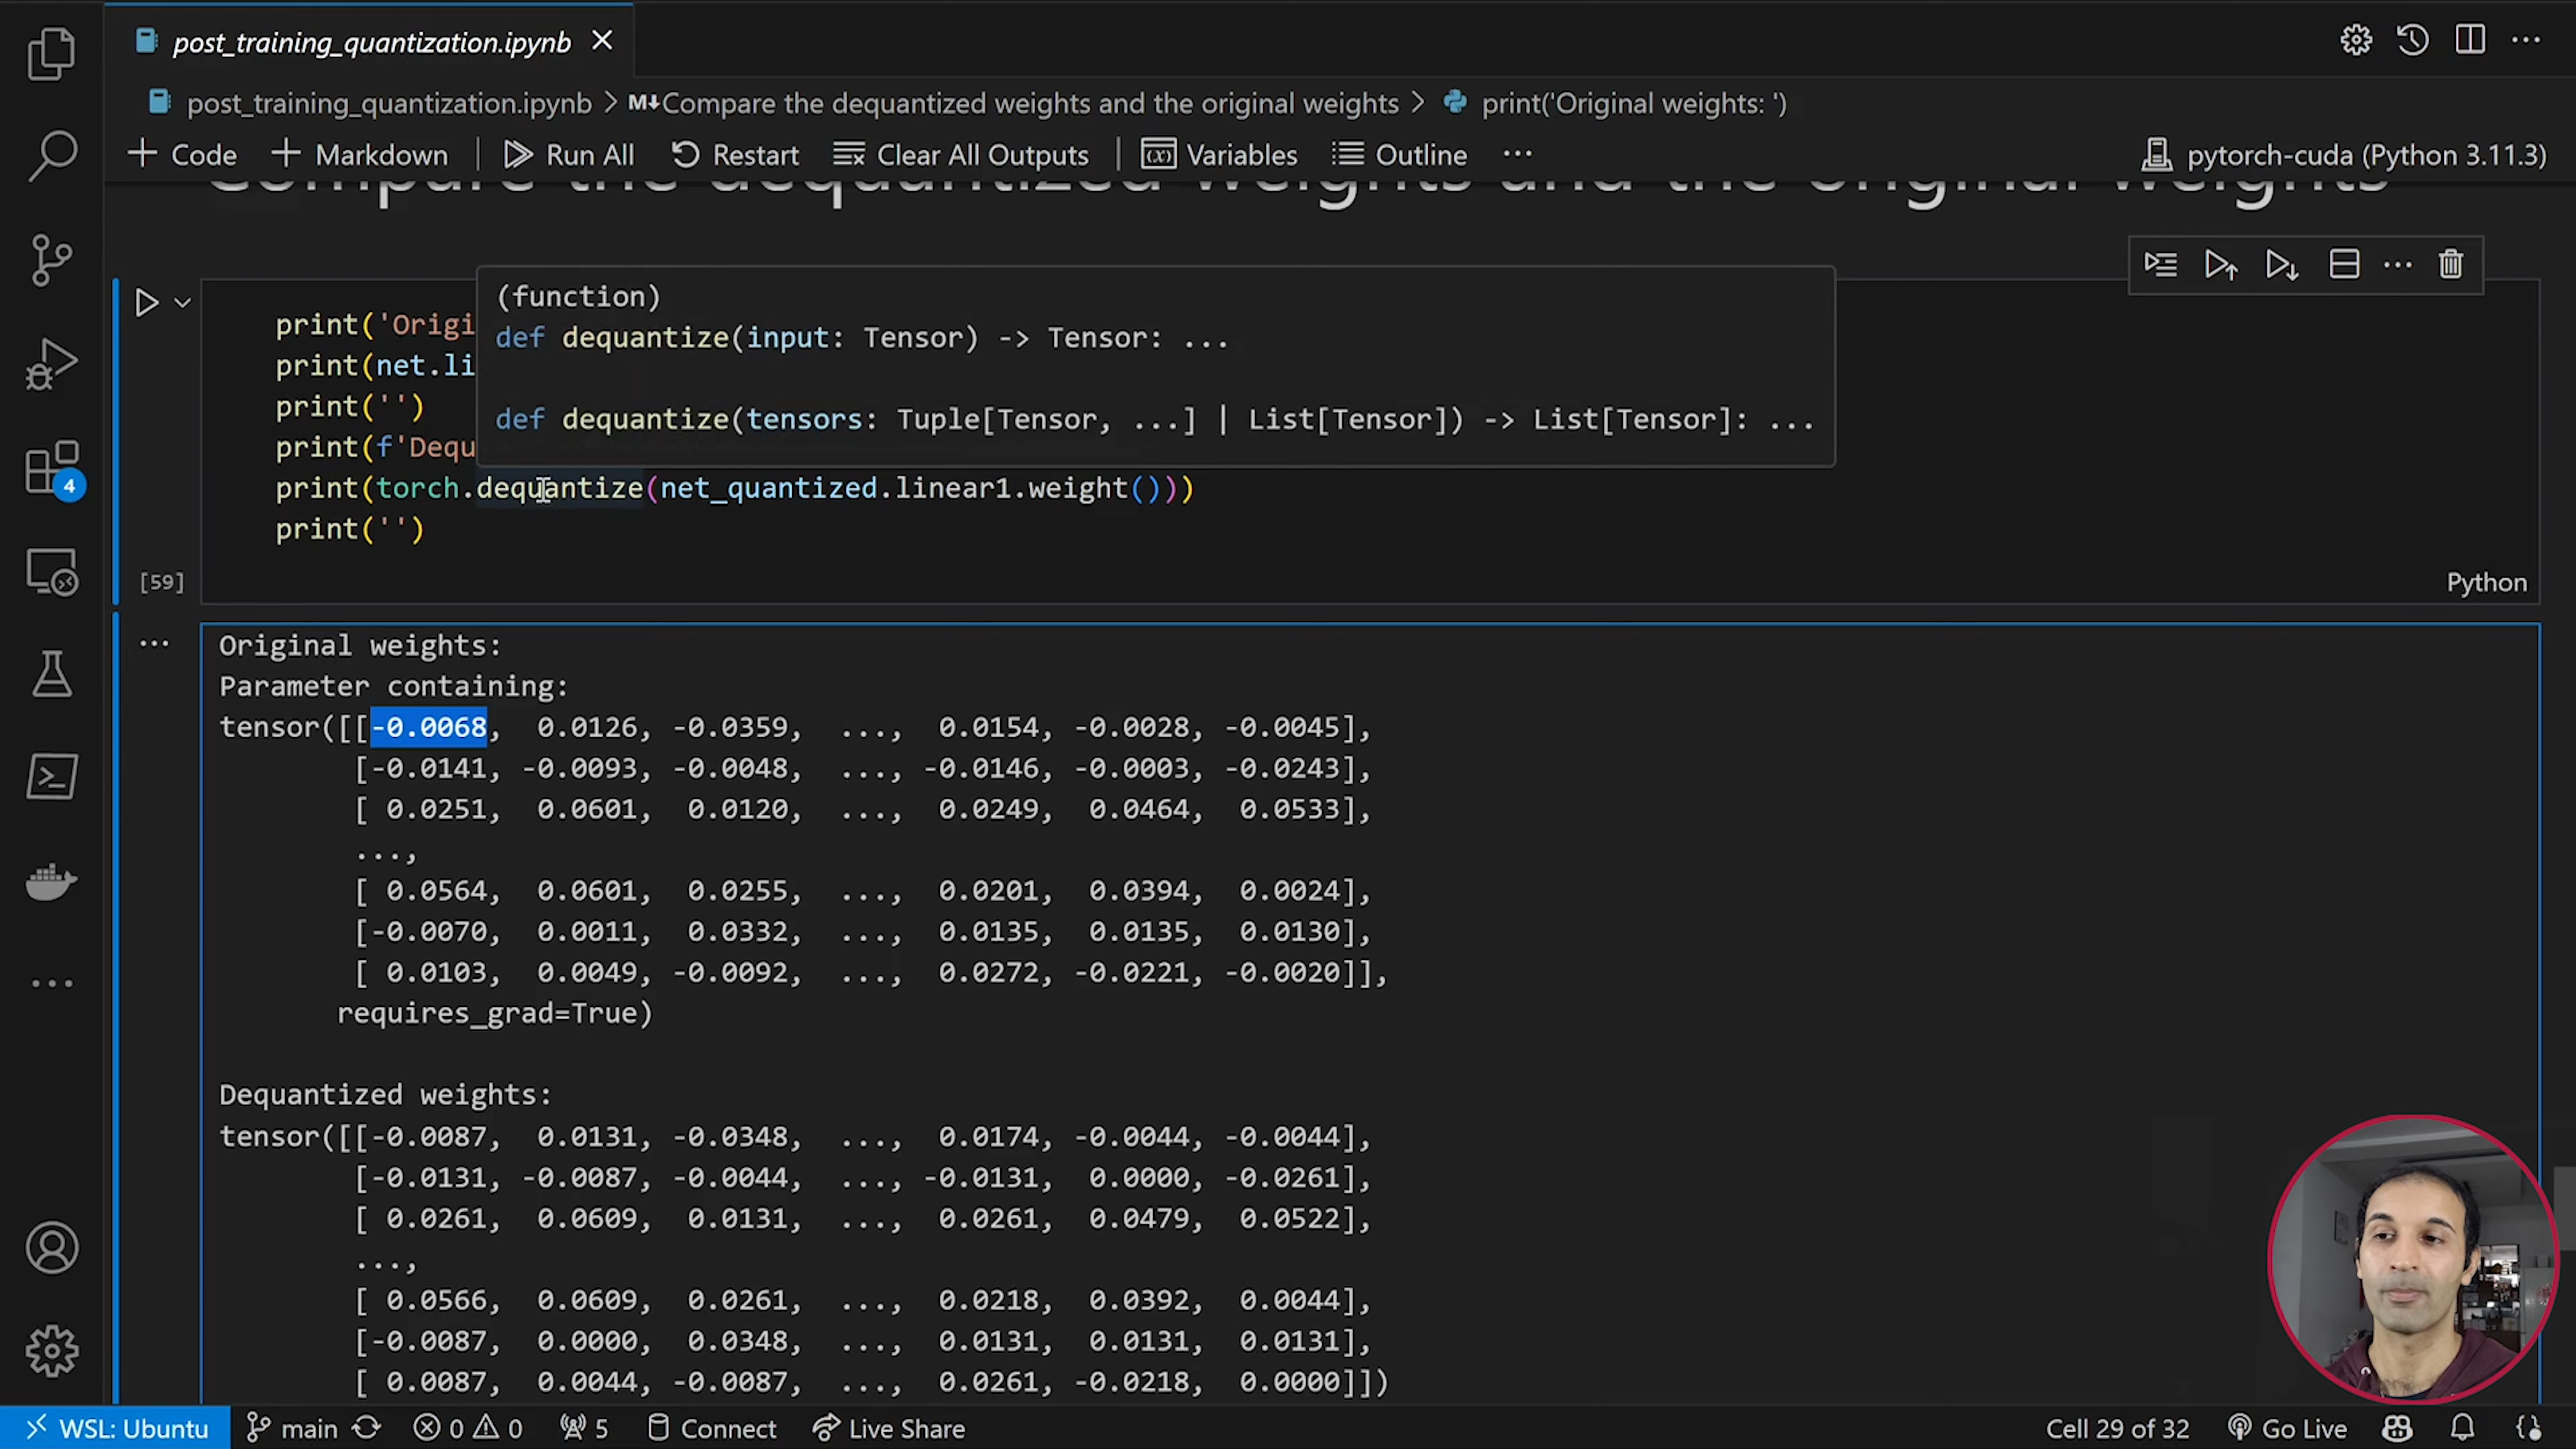 post_training_quantization.ipynb
post_training_quantization.ipynb > M↓Compare the dequantized weights and the original weights > print('Original weights: ')
+ Code + Markdown | Run All Restart Clear All Outputs | (x) Variables Outline ... pytorch-cuda (Python 3.11.3)
Compare the dequantized weights and the original weights
(function)
def dequantize(input: Tensor) -> Tensor: ...
def dequantize(tensors: Tuple[Tensor, ...] | List[Tensor]) -> List[Tensor]: ...
print('Origi
print(net.li
print('')
print(f'Dequ
print(torch.dequantize(net_quantized.linear1.weight()))
print('')
[59]
Python
4
Original weights:
Parameter containing:
tensor([[-0.0068,  0.0126, -0.0359,  ...,  0.0154, -0.0028, -0.0045],
        [-0.0141, -0.0093, -0.0048,  ..., -0.0146, -0.0003, -0.0243],
        [ 0.0251,  0.0601,  0.0120,  ...,  0.0249,  0.0464,  0.0533],
        ...,
        [ 0.0564,  0.0601,  0.0255,  ...,  0.0201,  0.0394,  0.0024],
        [-0.0070,  0.0011,  0.0332,  ...,  0.0135,  0.0135,  0.0130],
        [ 0.0103,  0.0049, -0.0092,  ...,  0.0272, -0.0221, -0.0020]],
       requires_grad=True)
Dequantized weights:
tensor([[-0.0087,  0.0131, -0.0348,  ...,  0.0174, -0.0044, -0.0044],
        [-0.0131, -0.0087, -0.0044,  ..., -0.0131,  0.0000, -0.0261],
        [ 0.0261,  0.0609,  0.0131,  ...,  0.0261,  0.0479,  0.0522],
        ...,
        [ 0.0566,  0.0609,  0.0261,  ...,  0.0218,  0.0392,  0.0044],
        [-0.0087,  0.0000,  0.0348,  ...,  0.0131,  0.0131,  0.0131],
        [ 0.0087,  0.0044, -0.0087,  ...,  0.0261, -0.0218,  0.0000]])
WSL: Ubuntu main 0 0 5 Connect Live Share Cell 29 of 32 Go Live